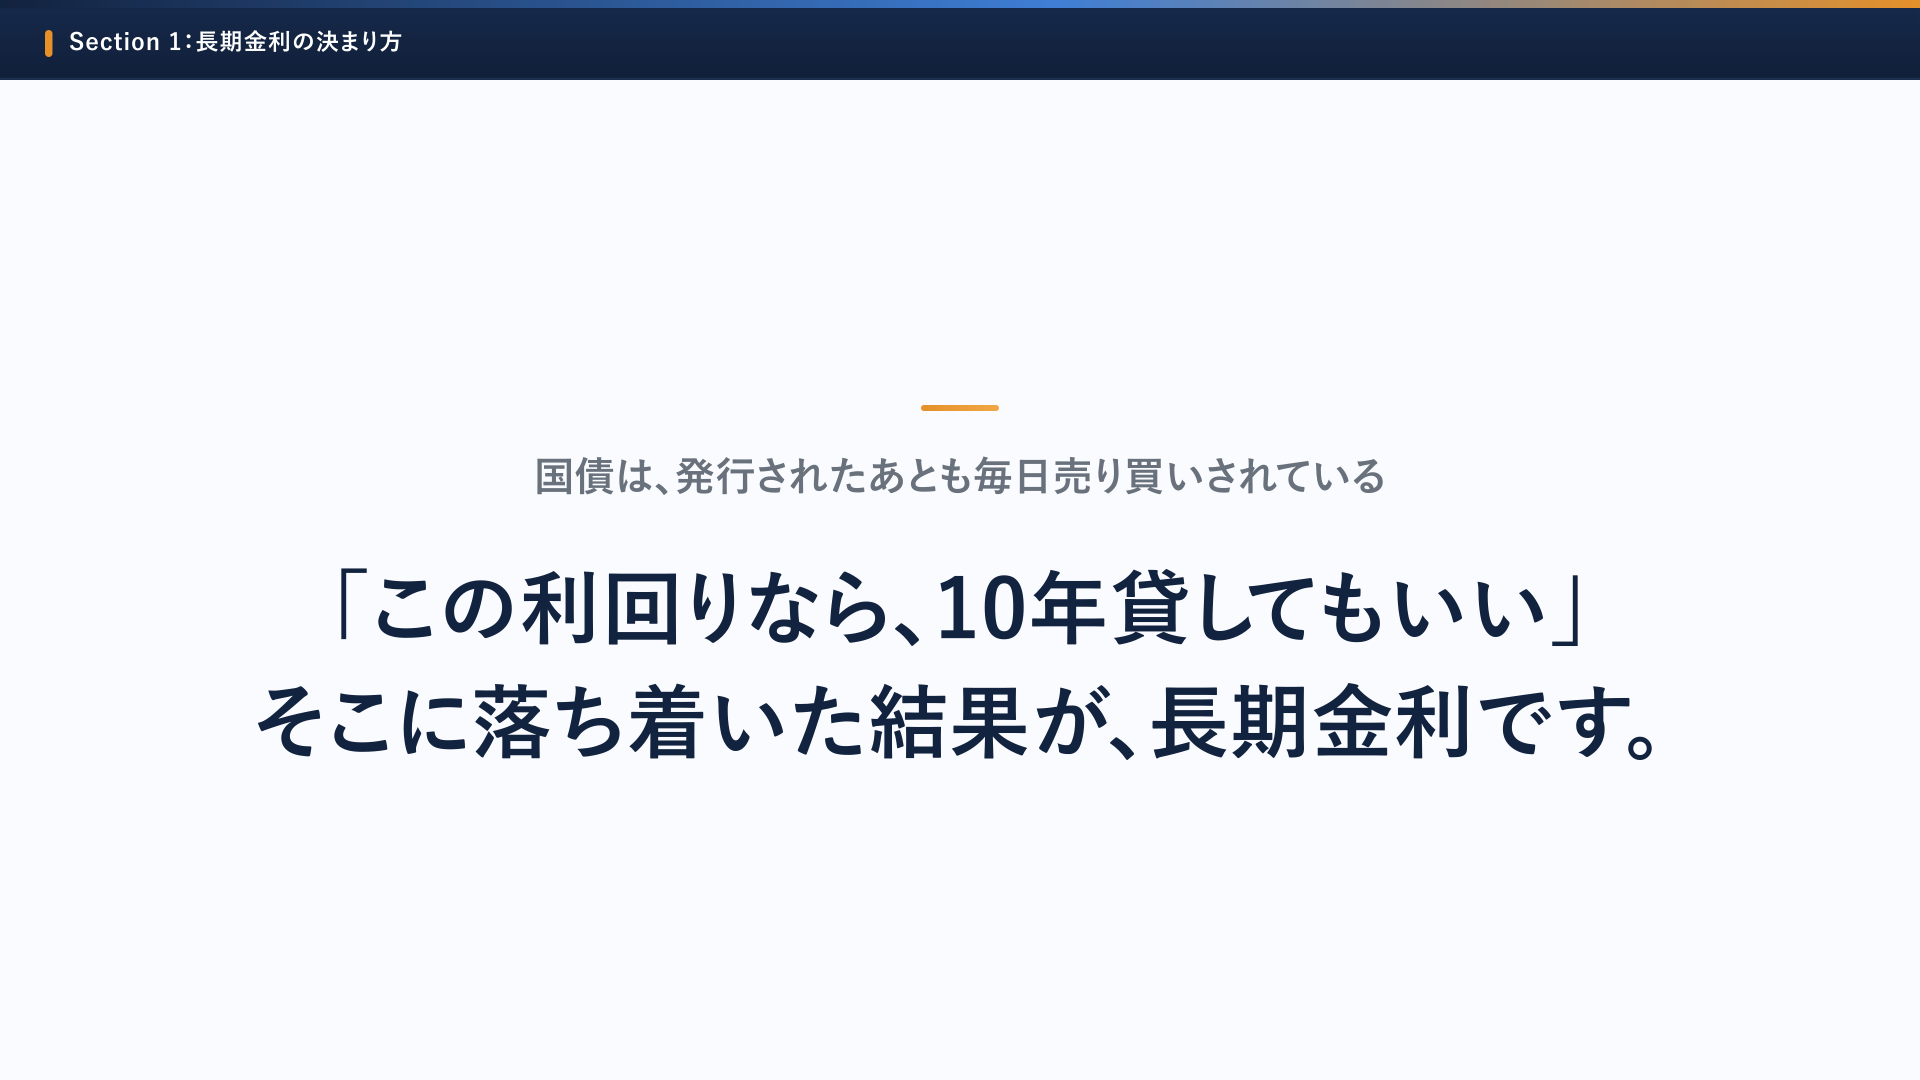 Section 1：長期金利の決まり方
国債は、発行されたあとも毎日売り買いされている
「この利回りなら、10年貸してもいい」
そこに落ち着いた結果が、長期金利です。